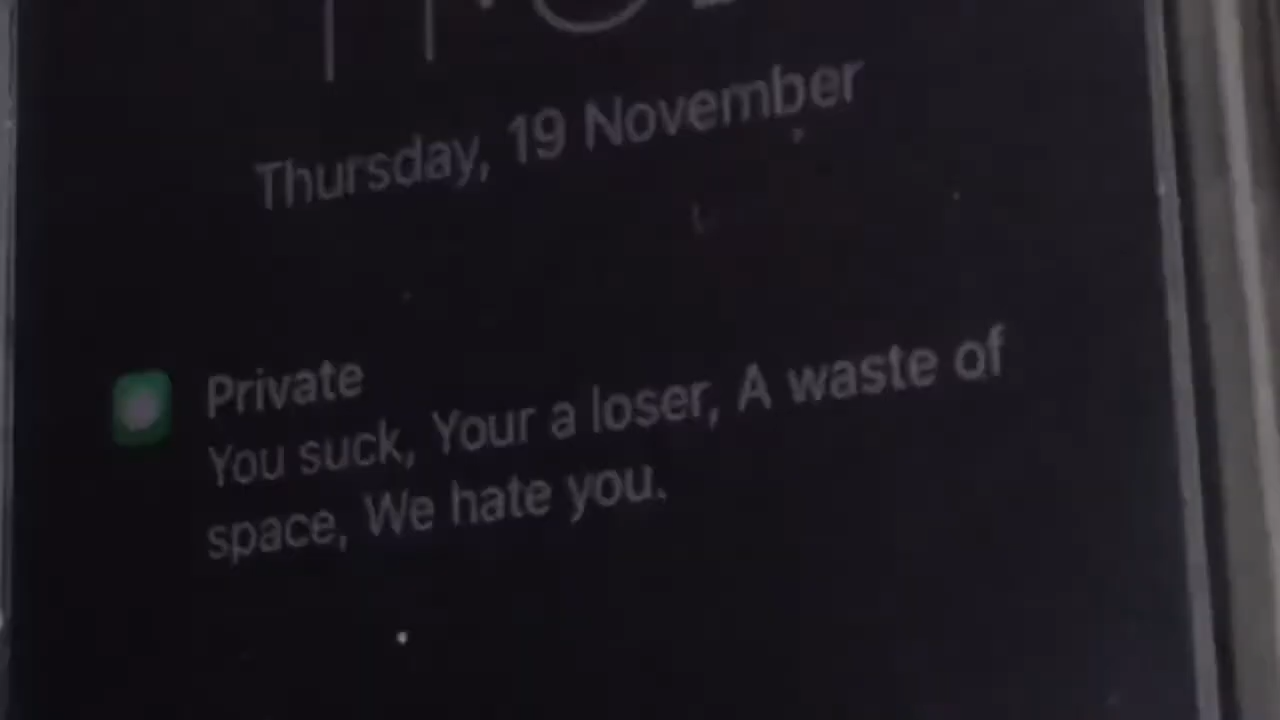 Thursday, 19 November
Private
You suck, Your a loser, A waste of
space, We hate you.